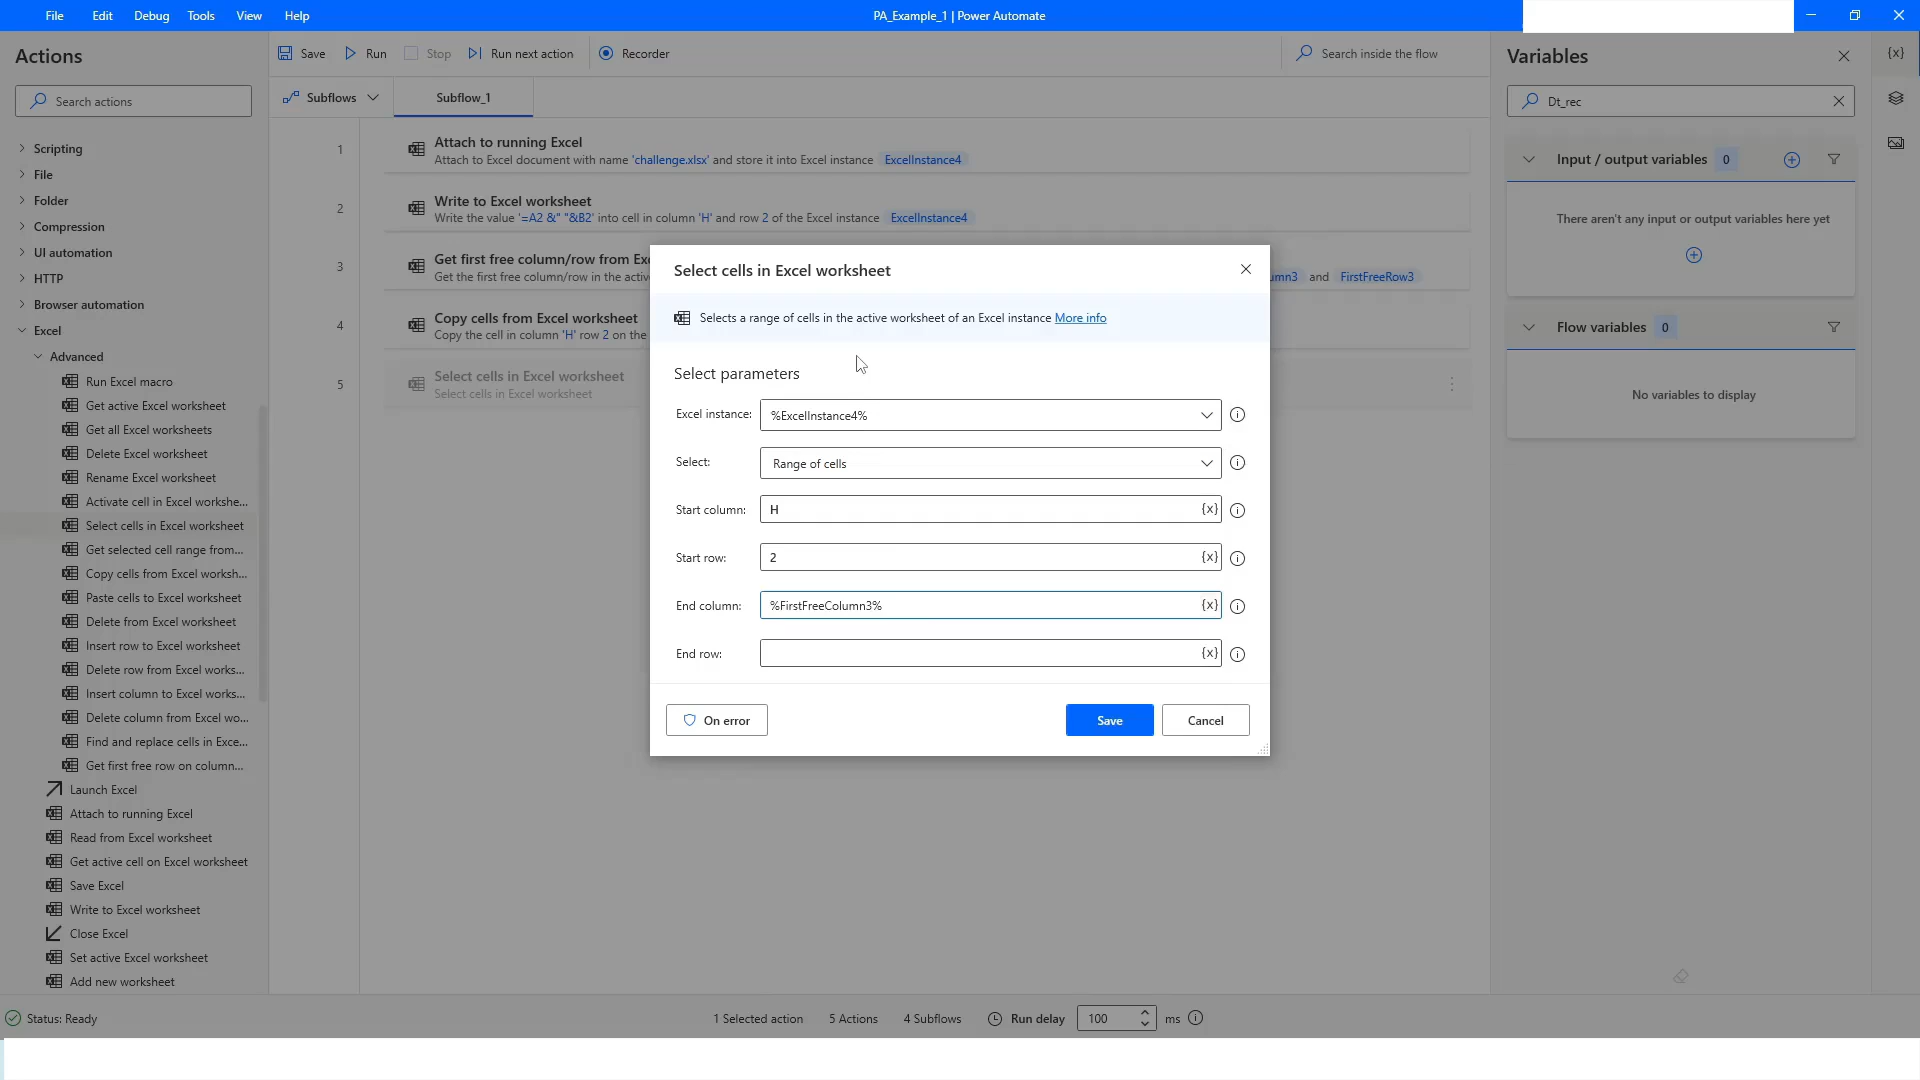 File Edit Debug Tools View Help
PA_Example_1 | Power Automate
Actions
Search actions
Scripting
File
Folder
Compression
UI automation
HTTP
Browser automation
Excel
Advanced
Run Excel macro
Get active Excel worksheet
Get all Excel worksheets
Delete Excel worksheet
Rename Excel worksheet
Activate cell in Excel workshe...
Select cells in Excel worksheet
Get selected cell range from...
Copy cells from Excel worksh...
Paste cells to Excel worksheet
Delete from Excel worksheet
Insert row to Excel worksheet
Delete row from Excel works...
Insert column to Excel works...
Delete column from Excel wo...
Find and replace cells in Exce...
Get first free row on column...
Launch Excel
Attach to running Excel
Read from Excel worksheet
Get active cell on Excel worksheet
Save Excel
Write to Excel worksheet
Close Excel
Set active Excel worksheet
Add new worksheet
Save Run Stop Run next action Recorder
Search inside the flow
Subflows Subflow_1
1
Attach to running Excel
Attach to Excel document with name 'challenge.xlsx' and store it into Excel instance ExcelInstance4
2
Write to Excel worksheet
Write the value '=A2 &" "&B2' into cell in column 'H' and row 2 of the Excel instance ExcelInstance4
3
Get first free column/row from Exc
Get the first free column/row in the activ
umn3 and FirstFreeRow3
4
Copy cells from Excel worksheet
Copy the cell in column 'H' row 2 on the
5
Select cells in Excel worksheet
Select cells in Excel worksheet
Select cells in Excel worksheet
Selects a range of cells in the active worksheet of an Excel instance More info
Select parameters
Excel instance: %ExcelInstance4%
Select: Range of cells
Start column: H {x}
Start row: 2 {x}
End column: %FirstFreeColumn3% {x}
End row: {x}
On error Save Cancel
Variables
{x}
Dt_rec
Input / output variables 0
There aren't any input or output variables here yet
Flow variables 0
No variables to display
Status: Ready
1 Selected action 5 Actions 4 Subflows Run delay 100 ms